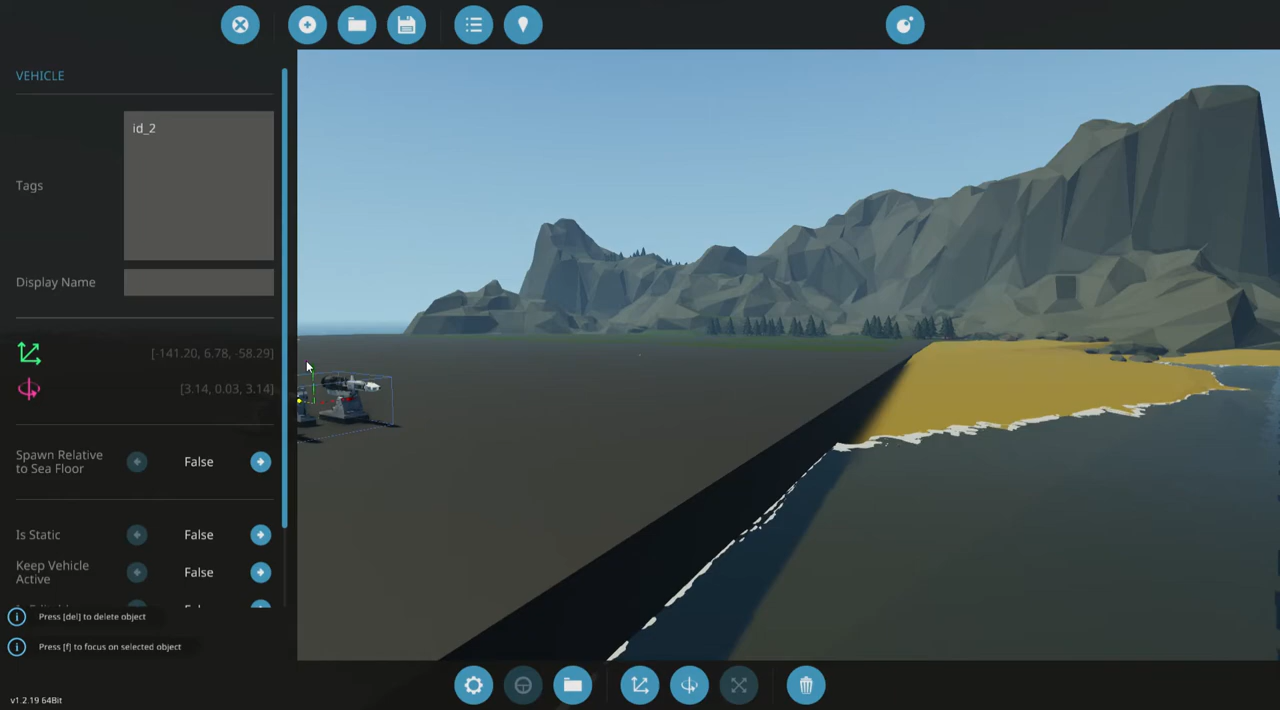 VEHICLE
Tags
id_2
Display Name
[-141.20, 6.78, -58.29]
[3.14, 0.03, 3.14]
Spawn Relative
to Sea Floor
False
Is Static
False
Keep Vehicle
Active
False
Press [del] to delete object
Press [f] to focus on selected object
v1.2.19 64Bit